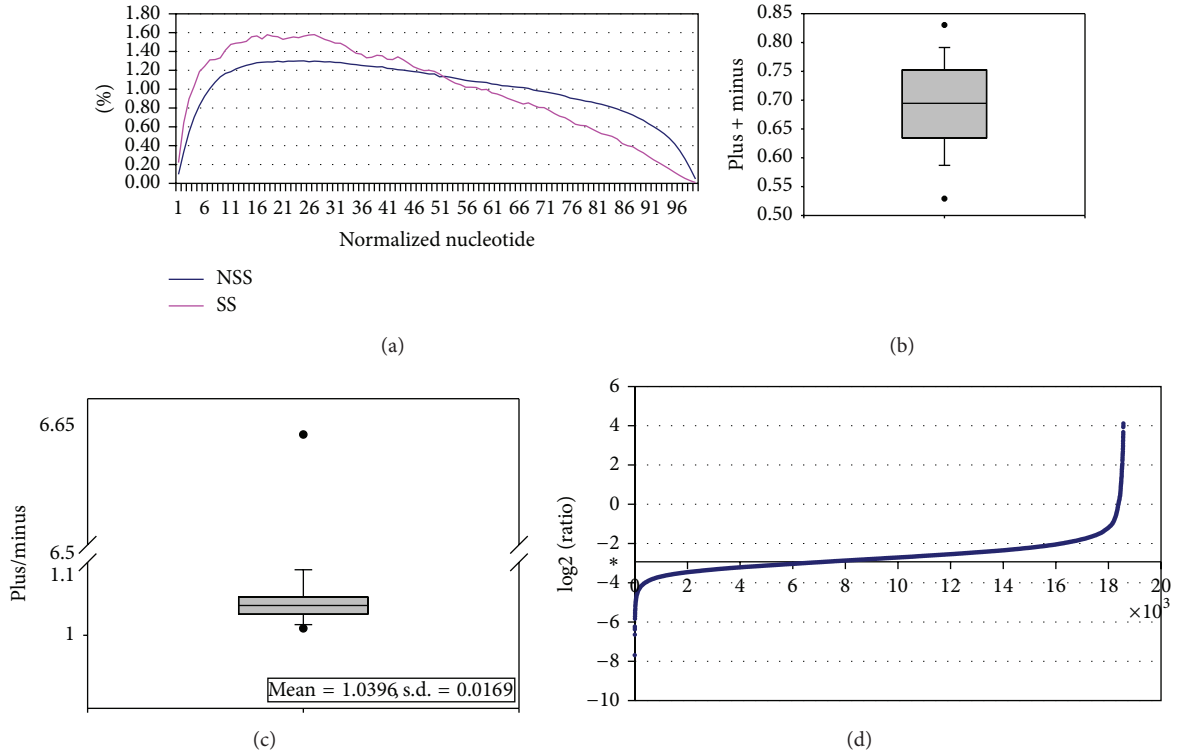 1.80
1.60
1.40
1.20
1.00
0.80
0.60
0.40
0.20
0.00
(%)
1 6 11 16 21 26 31 36 41 46 51 56 61 66 71 76 81 86 91 96
Normalized nucleotide
NSS
SS
(a)
0.85
0.80
0.75
0.70
0.65
0.60
0.55
0.50
Plus + minus
(b)
6.65
6.5
1.1
1
Plus/minus
Mean = 1.0396, s.d. = 0.0169
(c)
6
4
2
0
−2
*
−4
−6
−8
−10
log2 (ratio)
0 2 4 6 8 10 12 14 16 18 20
×10³
(d)